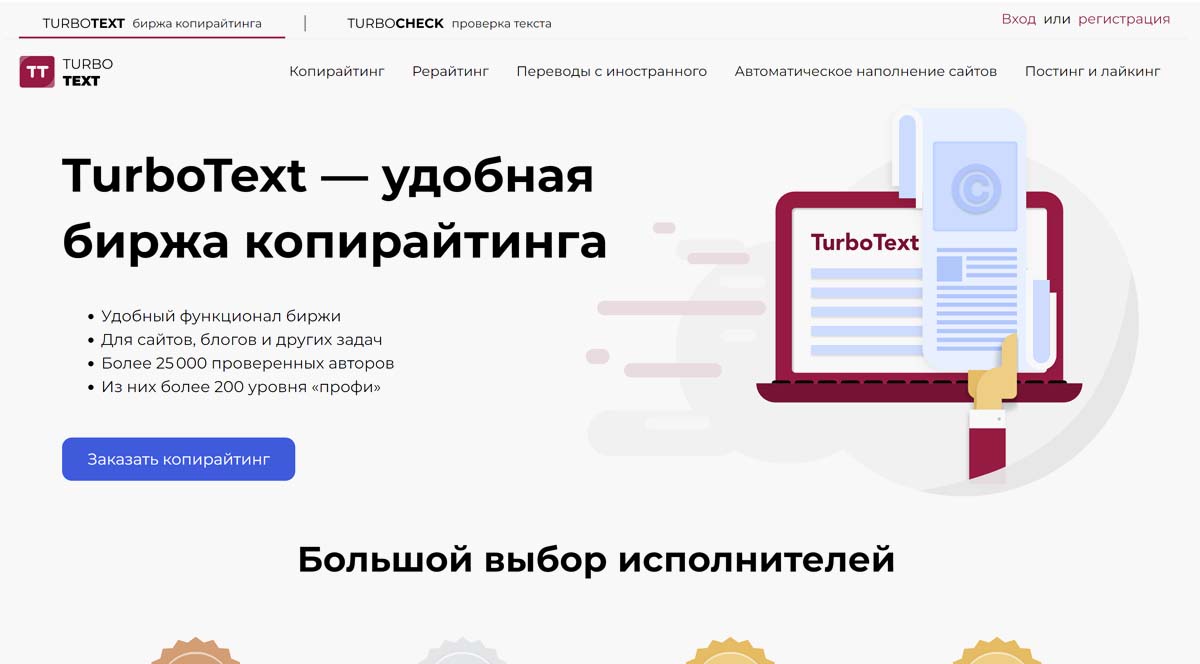 TURBOTEXT биржа копирайтинга | TURBOCHECK проверка текста Вход или регистрация
TT TURBO
TEXT
Копирайтинг Рерайтинг Переводы с иностранного Автоматическое наполнение сайтов Постинг и лайкинг
TurboText — удобная
биржа копирайтинга
• Удобный функционал биржи
• Для сайтов, блогов и других задач
• Более 25 000 проверенных авторов
• Из них более 200 уровня «профи»
Заказать копирайтинг
©
TurboText
Большой выбор исполнителей